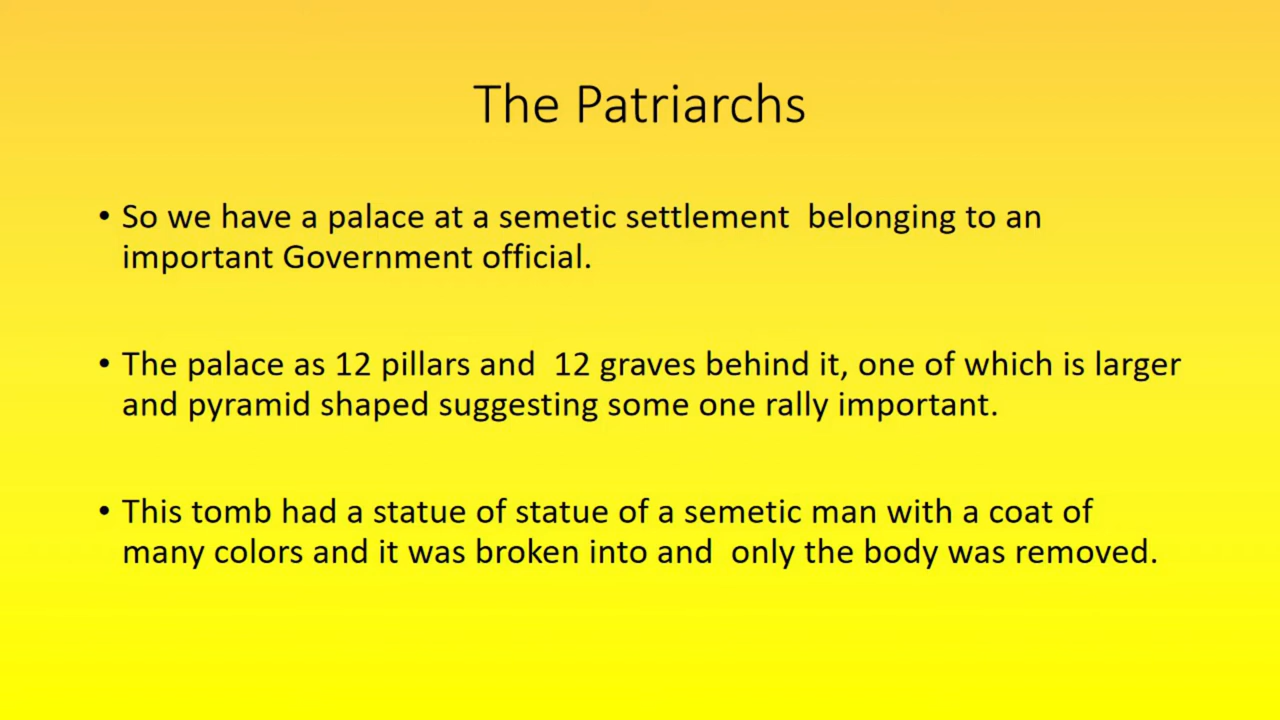 The Patriarchs
• So we have a palace at a semetic settlement  belonging to an
important Government official.
• The palace as 12 pillars and  12 graves behind it, one of which is larger
and pyramid shaped suggesting some one rally important.
• This tomb had a statue of statue of a semetic man with a coat of
many colors and it was broken into and  only the body was removed.